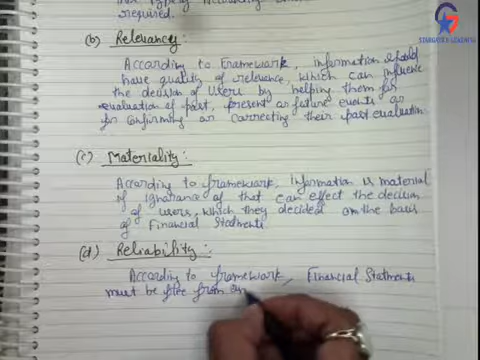 required.
(b) Relevancy :
According to framework, information should
have quality of relevance, which can influence
the decision of users by helping them for
evaluation of past, present or future events or
for confirming or correcting their past evaluation
(c) Materiality :
According to framework, Information is material
if Ignorance of that can effect the decision
of users, which they decided on the basis
of Financial Statments
(d) Reliability :
According to framework, Financial Statments
must be free from